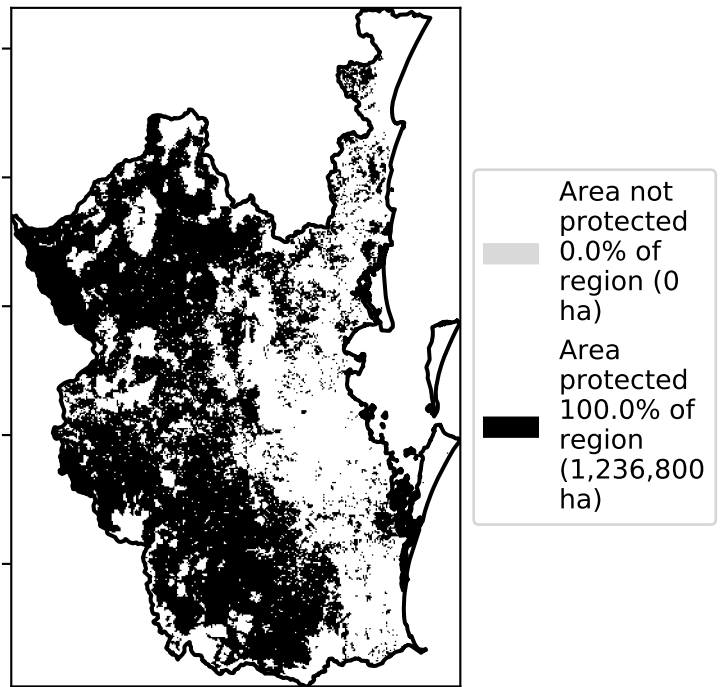 Area not
protected
0.0% of
region (0
ha)
Area
protected
100.0% of
region
(1,236,800
ha)